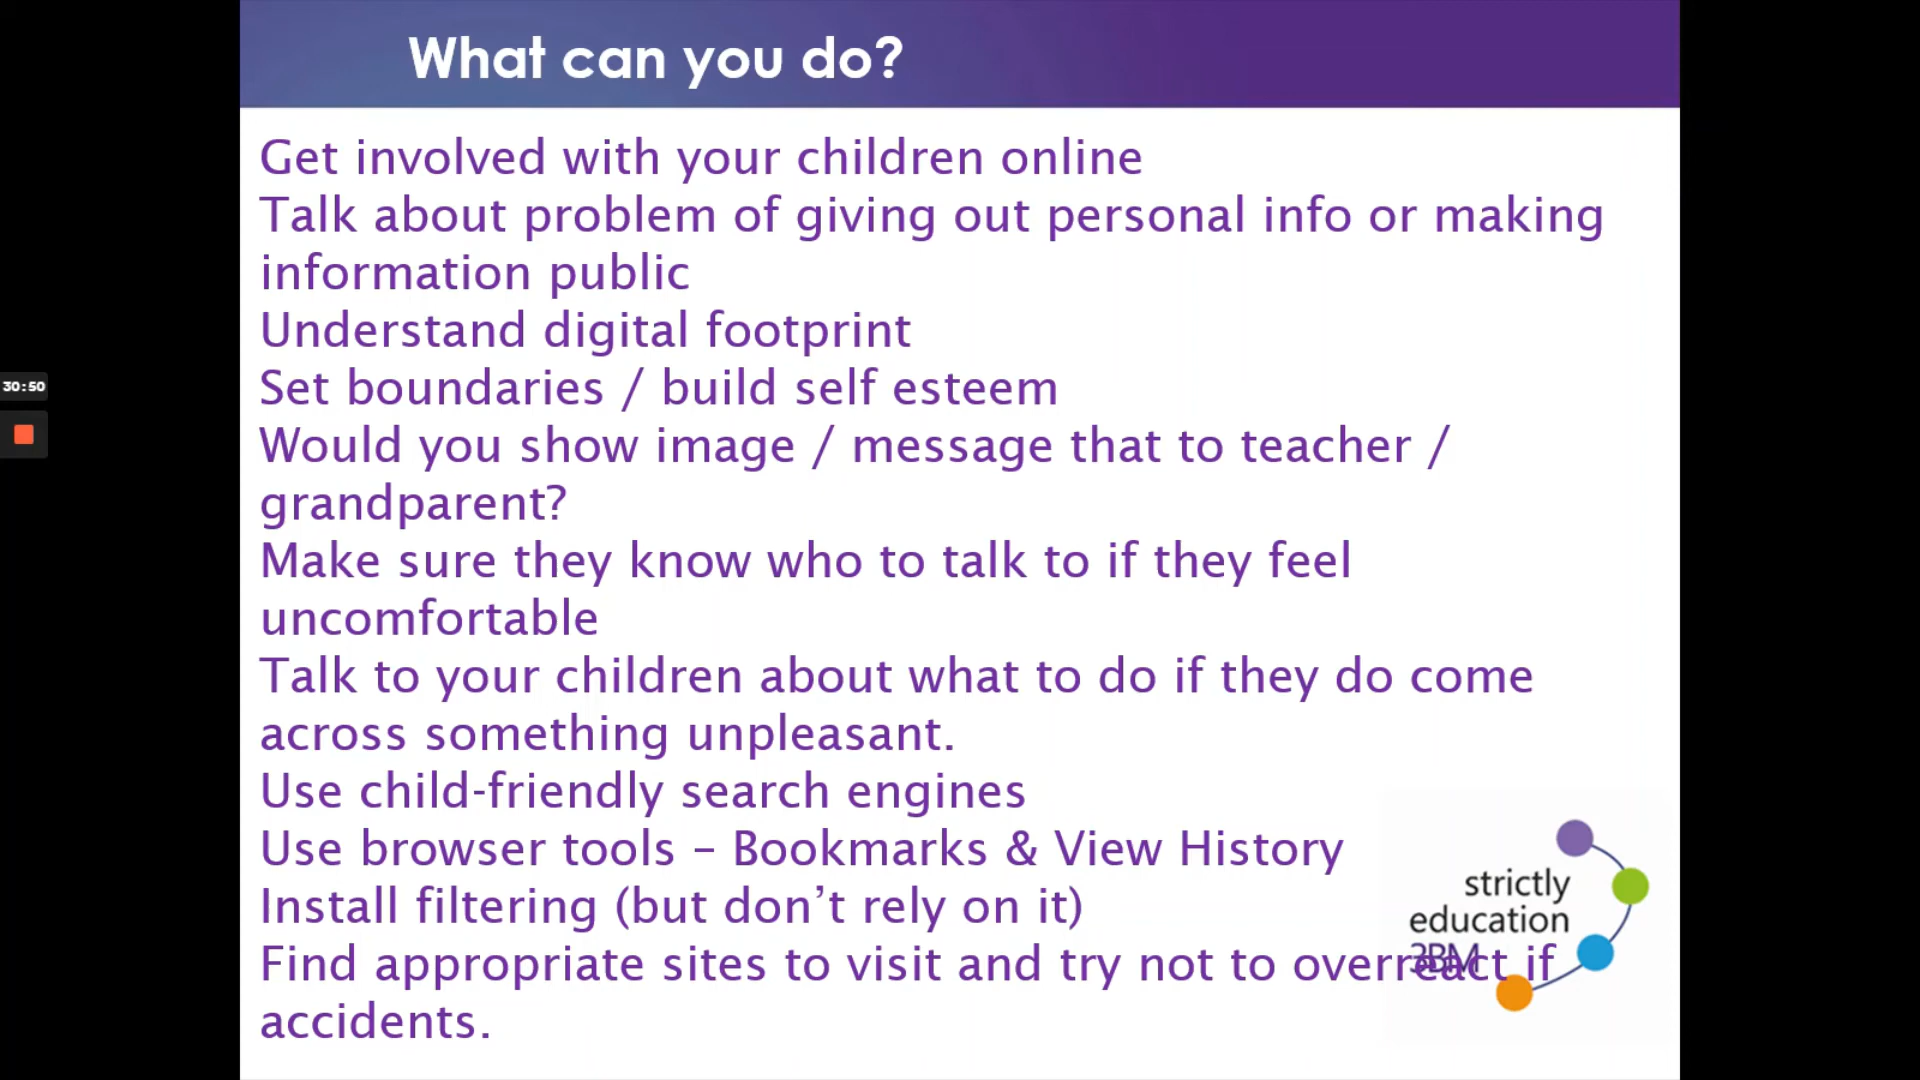 What can you do?
Get involved with your children online
Talk about problem of giving out personal info or making
information public
Understand digital footprint
30:50
Set boundaries / build self esteem
Would you show image / message that to teacher /
grandparent?
Make sure they know who to talk to if they feel
uncomfortable
Talk to your children about what to do if they do come
across something unpleasant.
Use child-friendly search engines
Use browser tools – Bookmarks & View History
Install filtering (but don’t rely on it)
Find appropriate sites to visit and try not to overreact if
accidents.
strictly
education
3BM